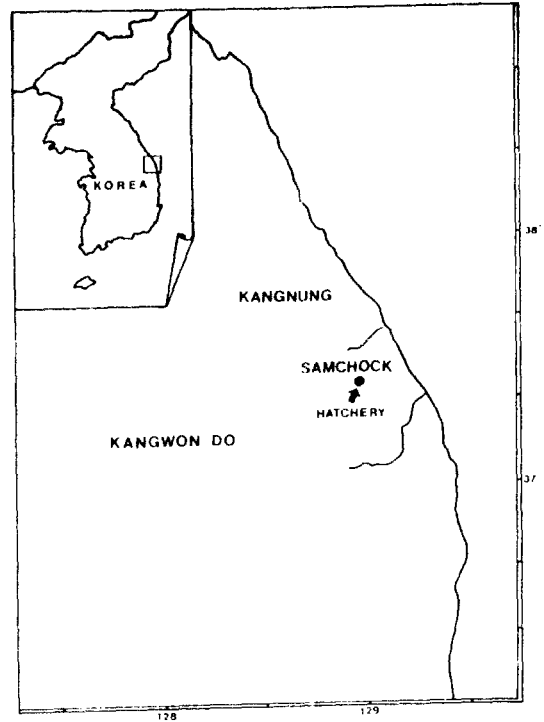 KOREA
38°
KANGNUNG
SAMCHOCK
HATCHERY
KANGWON DO
37
128
129